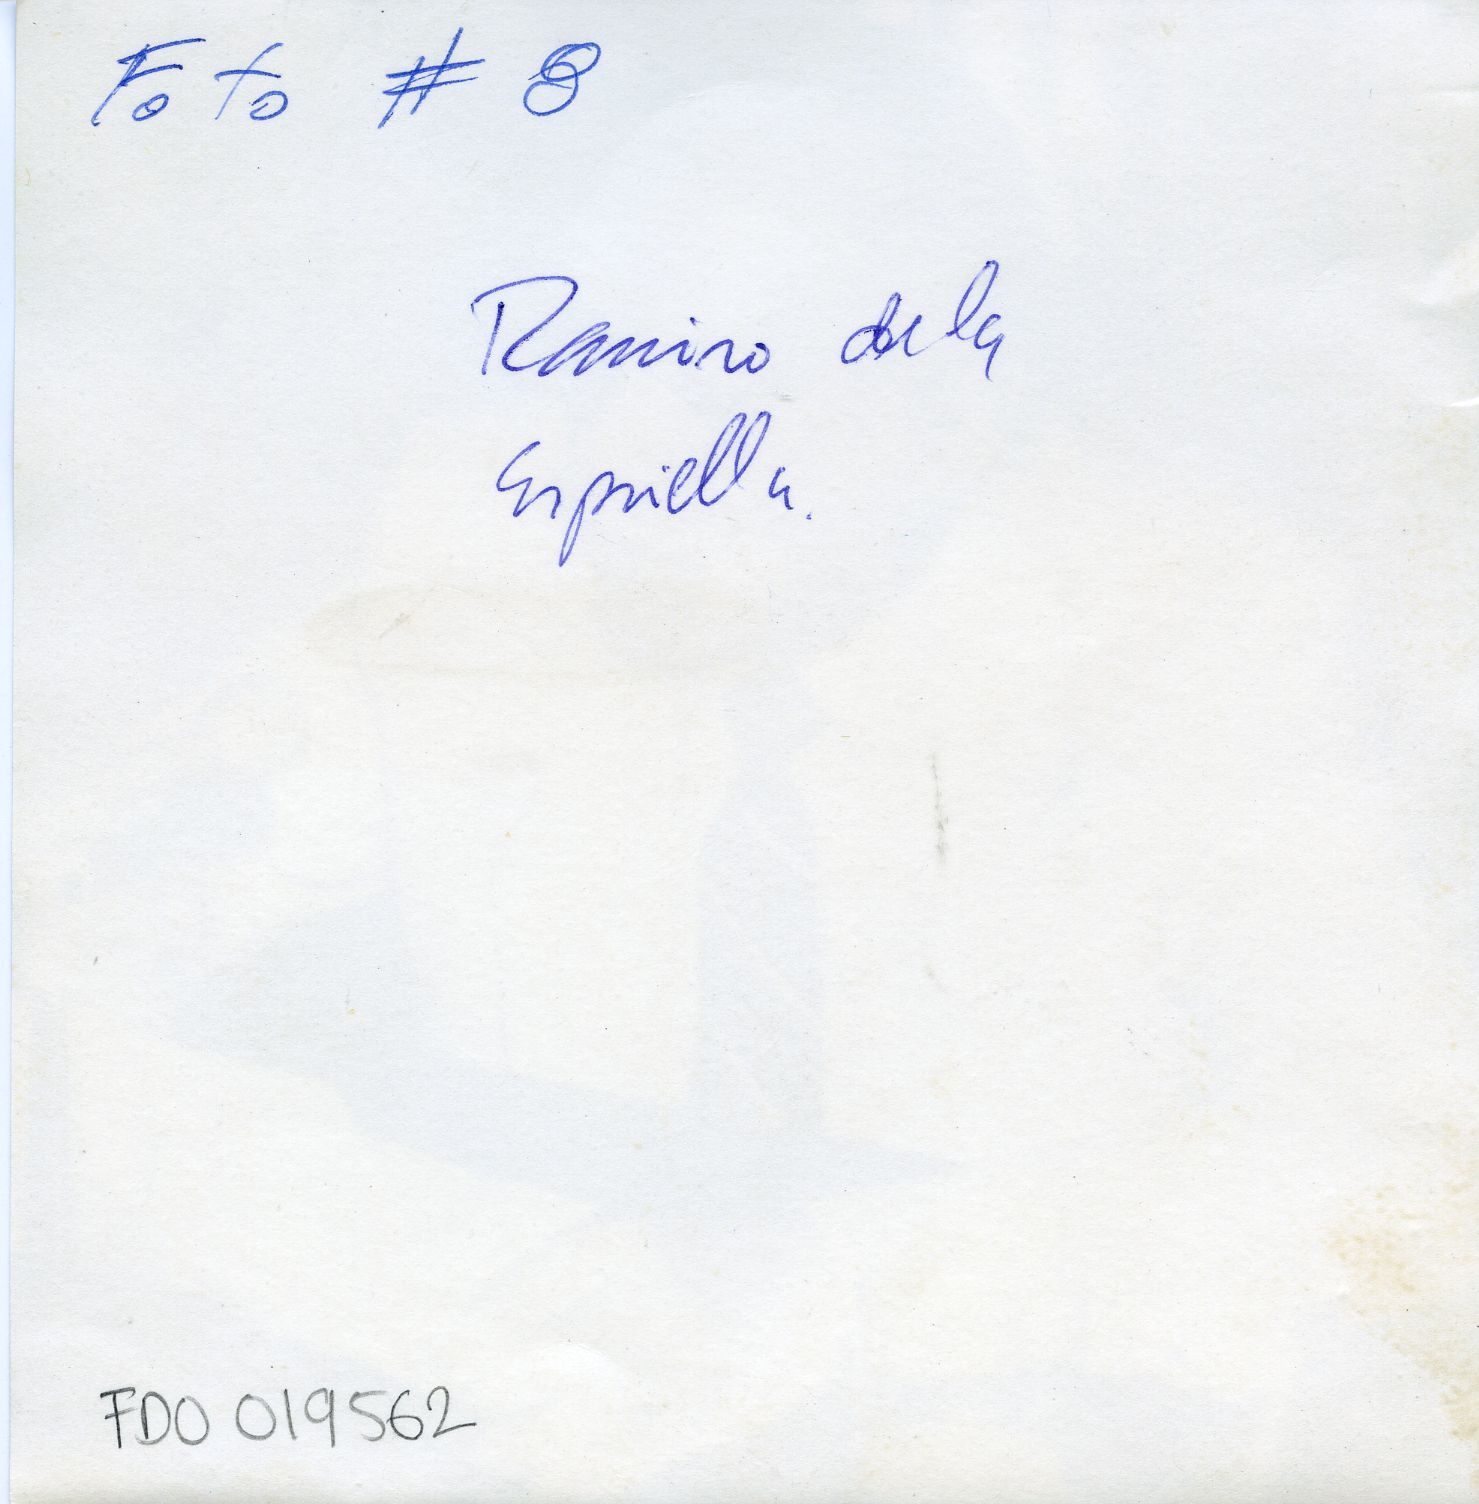 Foto # 8
Ramiro de la
Espriella.
FDO 019562